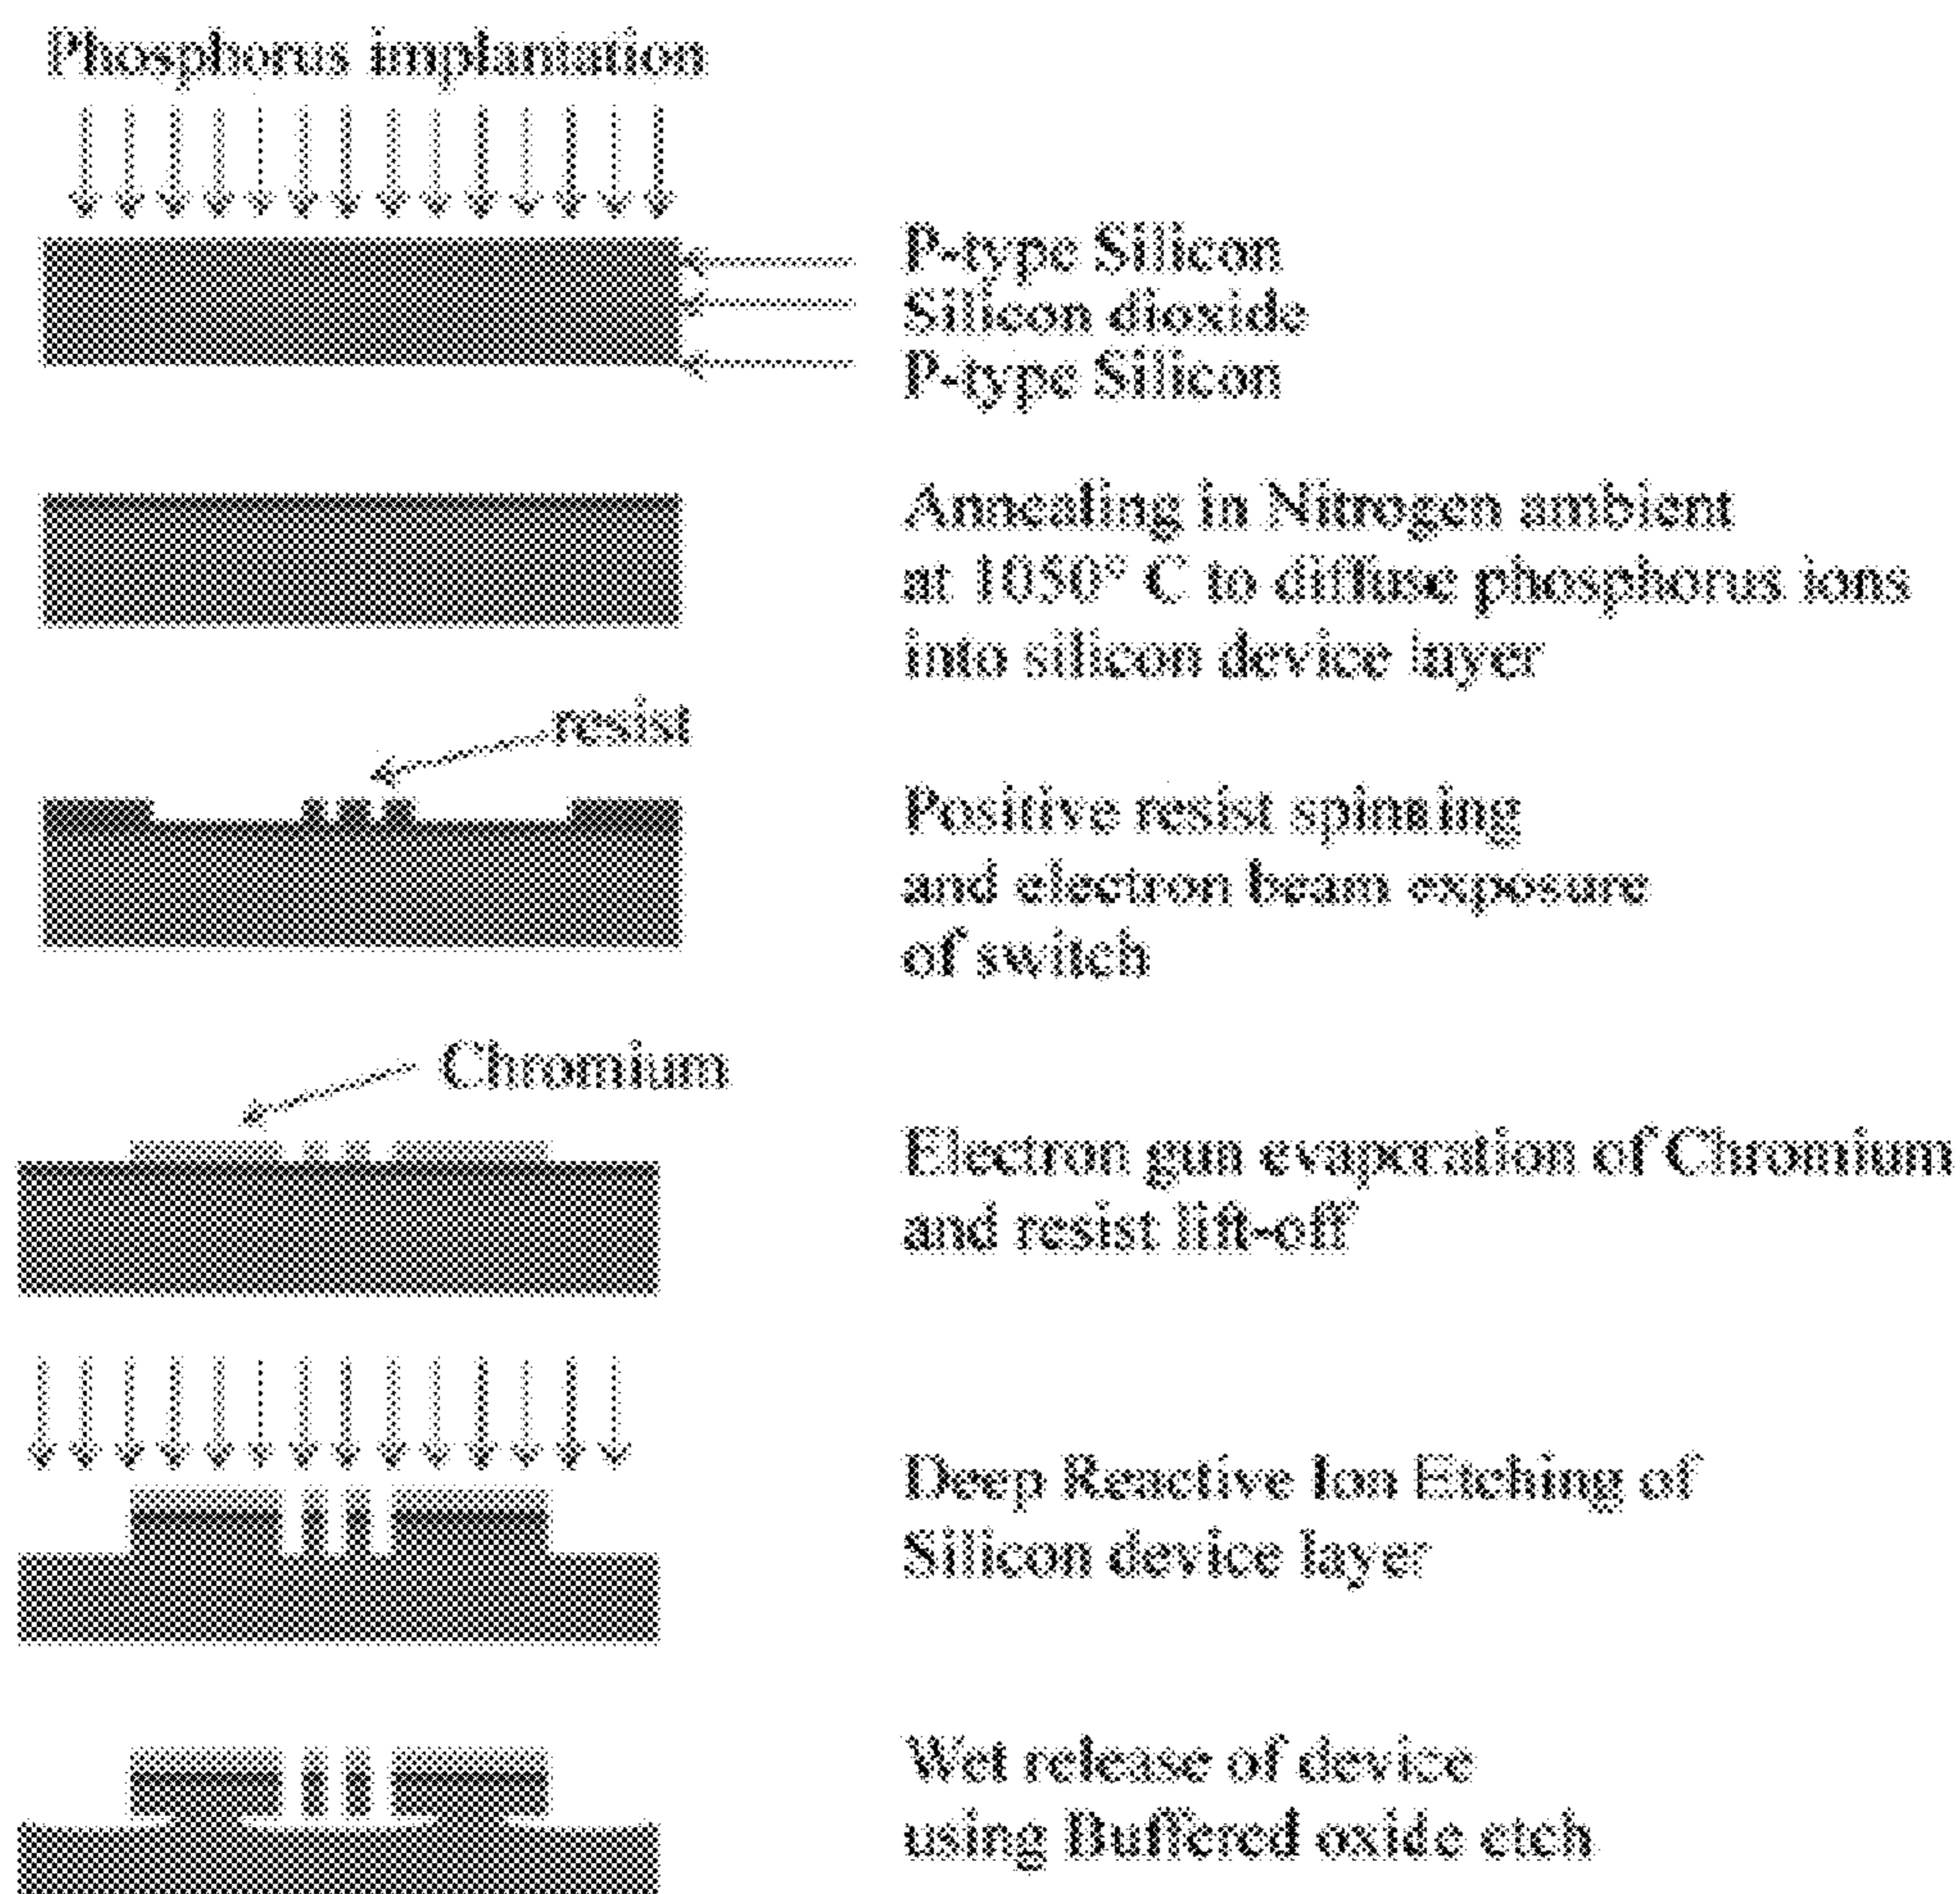 Phosphorus implantation
P-type Silicon
Silicon dioxide
P-type Silicon
Annealing in Nitrogen ambient
at 1050° C to diffuse phosphorus ions
into silicon device layer
resist
Positive resist spinning
and electron beam exposure
of switch
Chromium
Electron gun evaporation of Chromium
and resist lift-off
Deep Reactive Ion Etching of
Silicon device layer
Wet release of device
using Buffered oxide etch